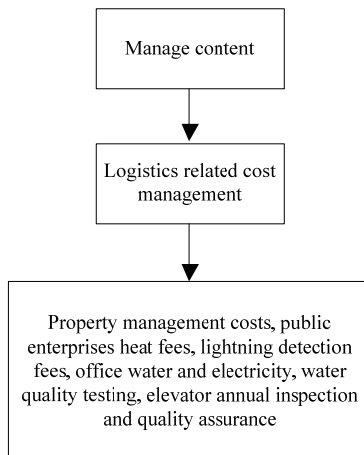 Manage content
Logistics related cost
management
Property management costs, public
enterprises heat fees, lightning detection
fees, office water and electricity, water
quality testing, elevator annual inspection
and quality assurance